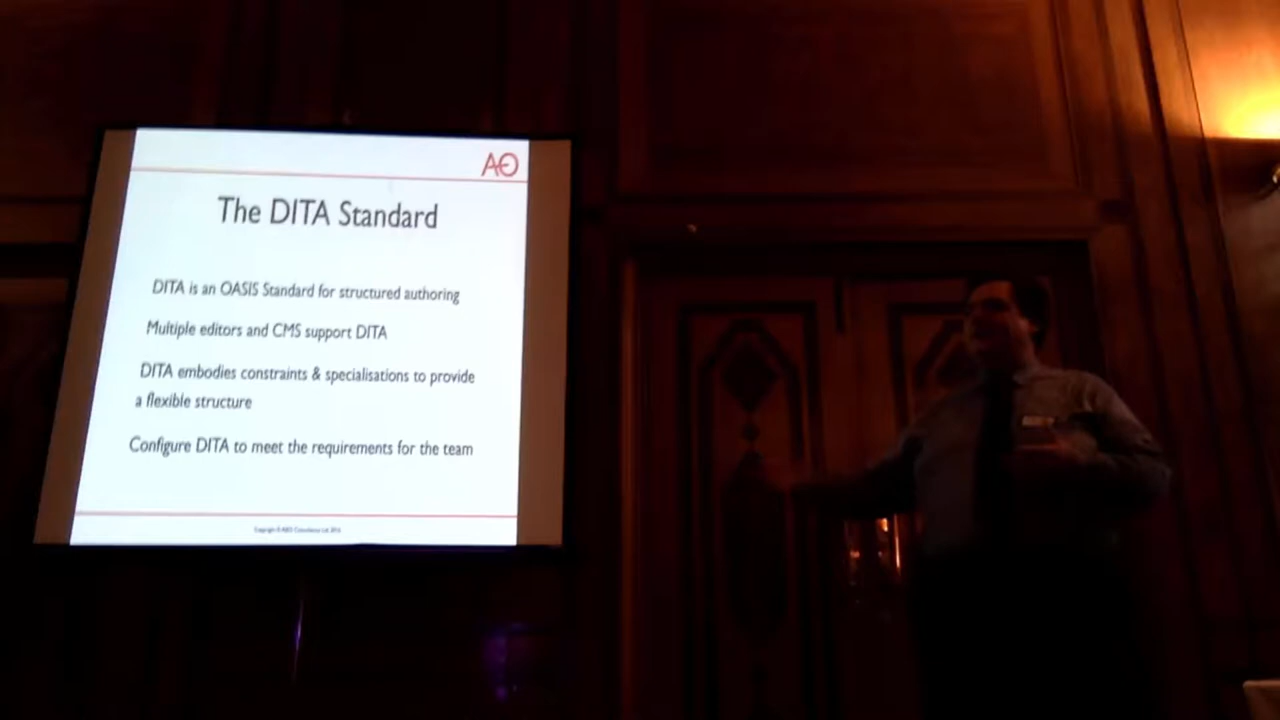 AO
The DITA Standard
DITA is an OASIS Standard for structured authoring
Multiple editors and CMS support DITA
DITA embodies constraints & specialisations to provide
a flexible structure
Configure DITA to meet the requirements for the team
Copyright ©